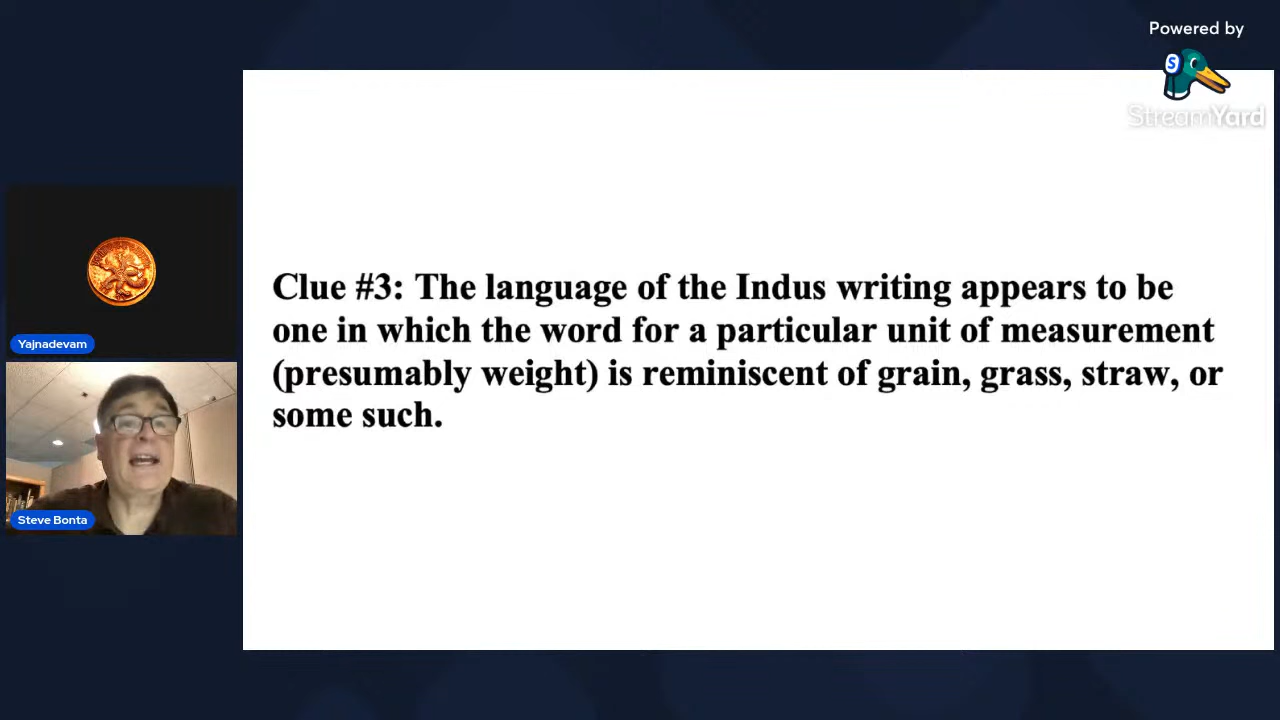 Powered by
S
StreamYard
Clue #3: The language of the Indus writing appears to be
one in which the word for a particular unit of measurement
(presumably weight) is reminiscent of grain, grass, straw, or
some such.
Yajnadevam
Steve Bonta